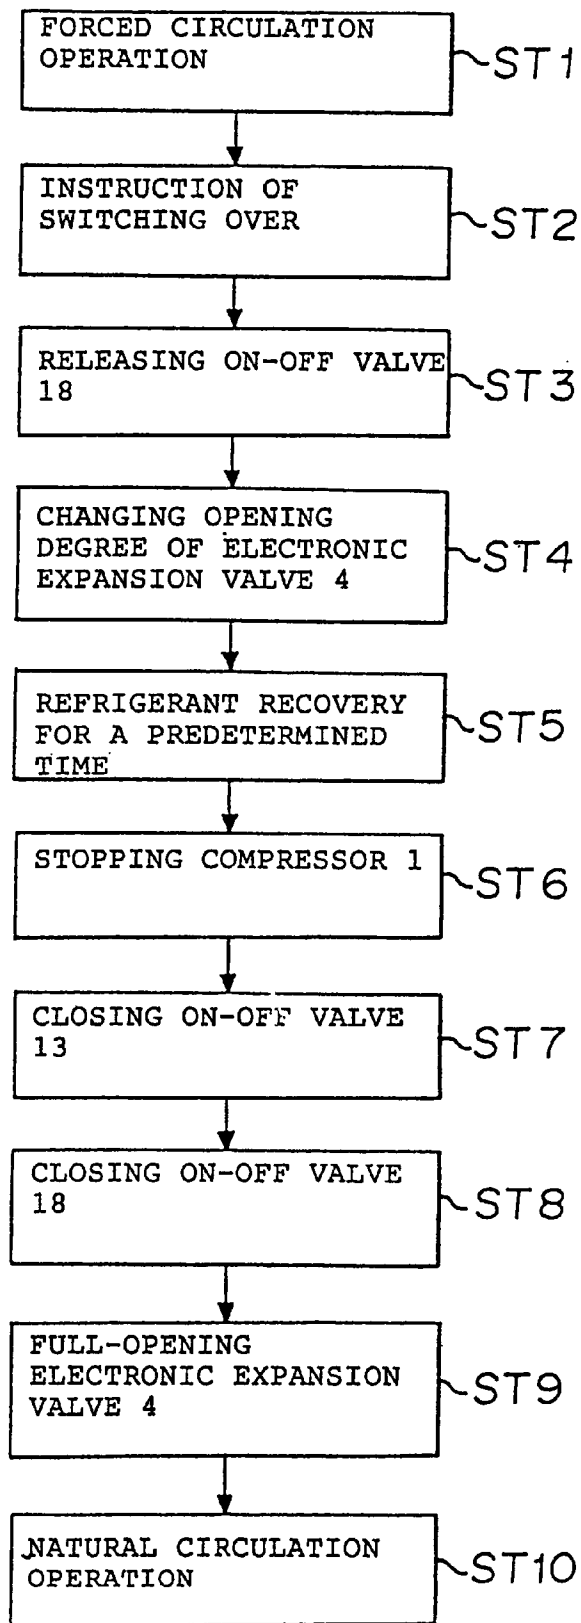 FORCED CIRCULATION
OPERATION
ST1
INSTRUCTION OF
SWITCHING OVER
ST2
RELEASING ON-OFF VALVE
18
ST3
CHANGING OPENING
DEGREE OF ELECTRONIC
EXPANSION VALVE 4
ST4
REFRIGERANT RECOVERY
FOR A PREDETERMINED
TIME
ST5
STOPPING COMPRESSOR 1
ST6
CLOSING ON-OFF VALVE
13
ST7
CLOSING ON-OFF VALVE
18
ST8
FULL-OPENING
ELECTRONIC EXPANSION
VALVE 4
ST9
NATURAL CIRCULATION
OPERATION
ST10